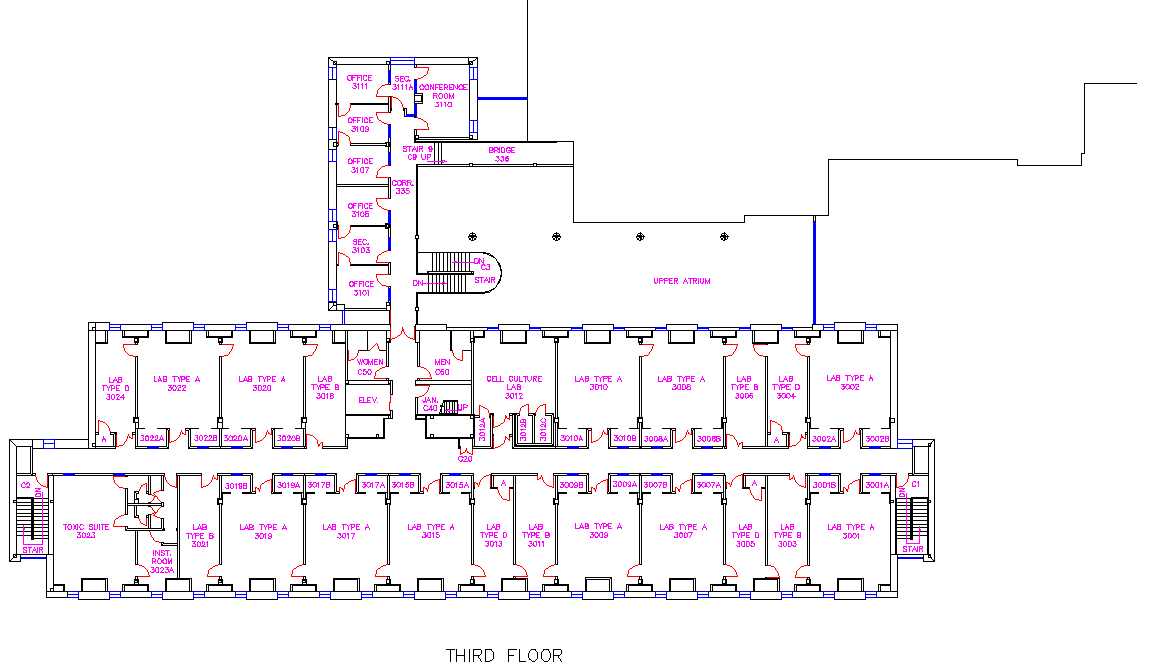 OFFICE
3111
SEC.
3111A
CONFERENCE
ROOM
3110
OFFICE
3109
STAIR 9
C9 UP
BRIDGE
336
OFFICE
3107
CORR.
335
OFFICE
3105
SEC.
3103
DN
C3
STAIR
DN
OFFICE
3101
UPPER ATRIUM
WOMEN
C50
MEN
C60
LAB
TYPE D
3024
LAB TYPE A
3022
LAB TYPE A
3020
LAB
TYPE B
3018
ELEV.
JAN.
C40
UP
CELL CULTURE
LAB
3012
LAB TYPE A
3010
LAB TYPE A
3008
LAB
TYPE B
3006
LAB
TYPE D
3004
LAB TYPE A
3002
A
3022A
3022B
3020A
3020B
3012A
3012B
3012C
3010A
3010B
3008A
3008B
A
3002A
3002B
C20
C2
DN
3019B
3019A
3017B
3017A
3015B
3015A
A
3009B
3009A
3007B
3007A
A
3001B
3001A
C1
DN
TOXIC SUITE
3023
LAB
TYPE B
3021
LAB TYPE A
3019
LAB TYPE A
3017
LAB TYPE A
3015
LAB
TYPE D
3013
LAB
TYPE B
3011
LAB TYPE A
3009
LAB TYPE A
3007
LAB
TYPE D
3005
LAB
TYPE B
3003
LAB TYPE A
3001
STAIR
INST.
ROOM
3023A
STAIR
THIRD FLOOR